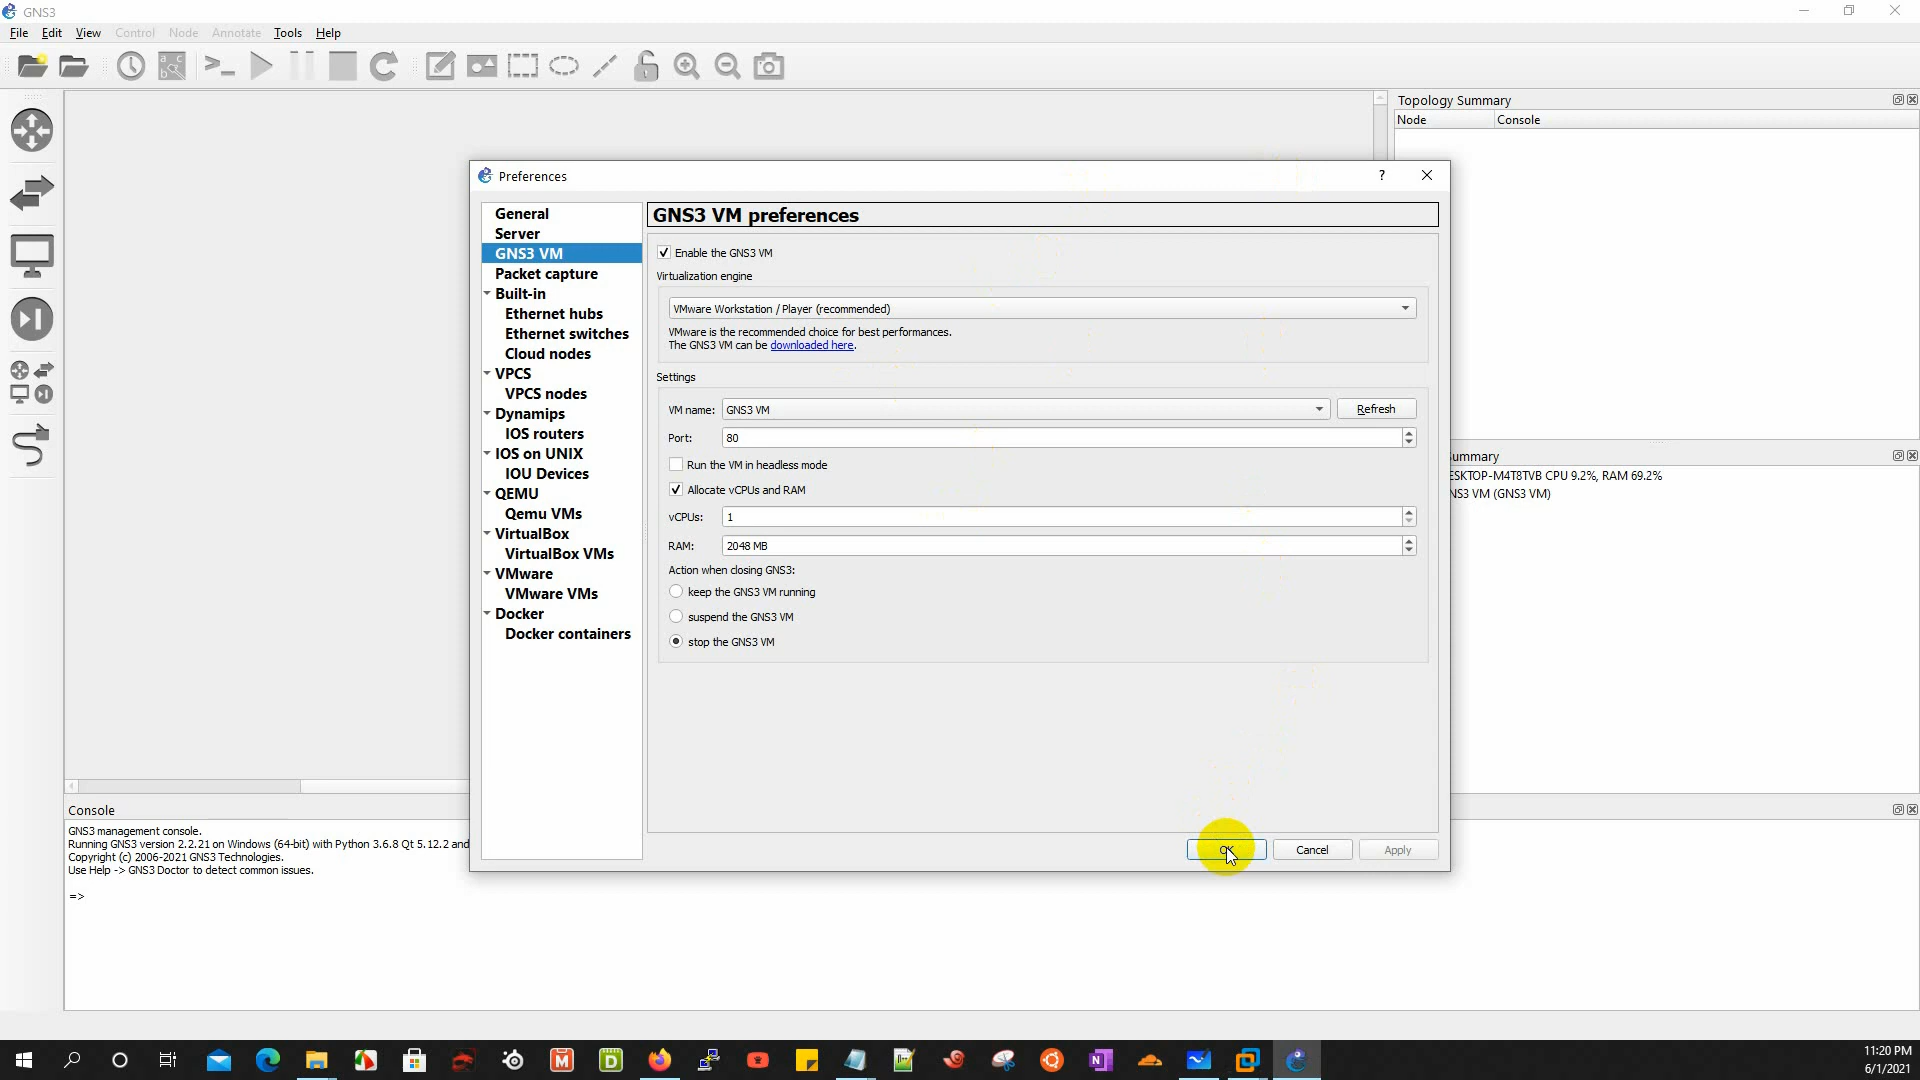 GNS3
File Edit View Control Node Annotate Tools Help
Topology Summary
Node Console
Preferences
?
General
Server
GNS3 VM
Packet capture
Built-in
Ethernet hubs
Ethernet switches
Cloud nodes
VPCS
VPCS nodes
Dynamips
IOS routers
IOS on UNIX
IOU Devices
QEMU
Qemu VMs
VirtualBox
VirtualBox VMs
VMware
VMware VMs
Docker
Docker containers
GNS3 VM preferences
Enable the GNS3 VM
Virtualization engine
VMware Workstation / Player (recommended)
VMware is the recommended choice for best performances.
The GNS3 VM can be downloaded here.
Settings
VM name: GNS3 VM Refresh
Port: 80
Run the VM in headless mode
Allocate vCPUs and RAM
vCPUs: 1
RAM: 2048 MB
Action when closing GNS3:
keep the GNS3 VM running
suspend the GNS3 VM
stop the GNS3 VM
OK Cancel Apply
ummary
ESKTOP-M4T8TVB CPU 9.2%, RAM 69.2%
NS3 VM (GNS3 VM)
Console
GNS3 management console.
Running GNS3 version 2.2.21 on Windows (64-bit) with Python 3.6.8 Qt 5.12.2 and
Copyright (c) 2006-2021 GNS3 Technologies.
Use Help -> GNS3 Doctor to detect common issues.
=>
11:20 PM
6/1/2021